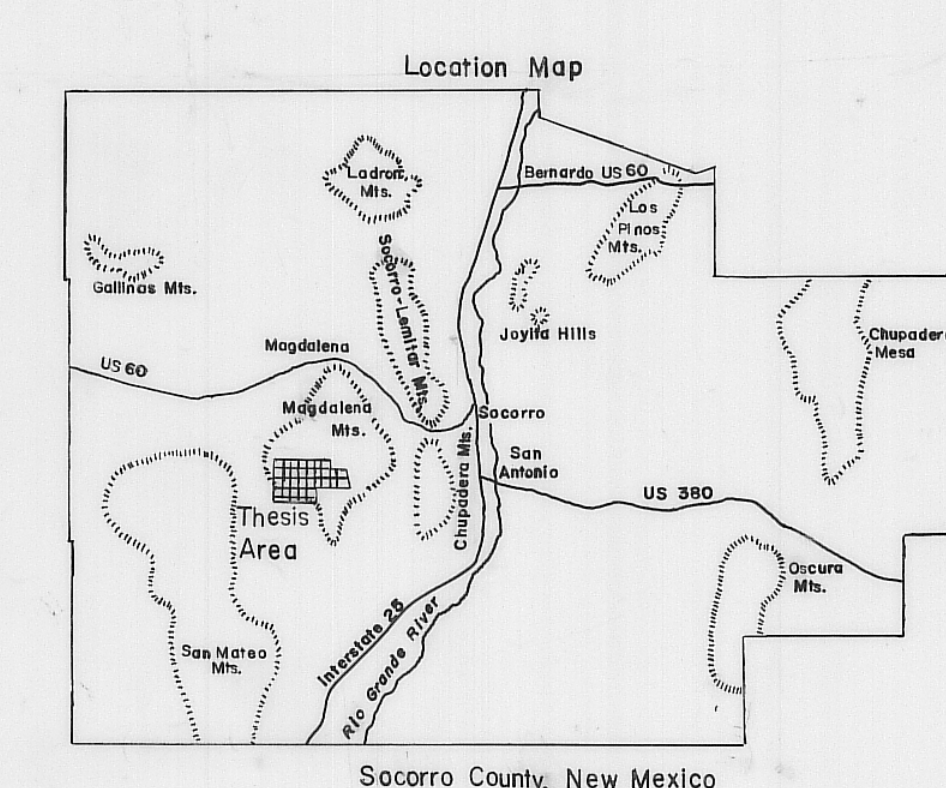 Location Map
Ladron
Mts.
Bernardo US 60
Los
Pinos
Mts.
Socorro-Lemitar Mts.
Gallinas Mts.
Joyita Hills
Chupader
Mesa
US 60
Magdalena
Magdalena
Mts.
Socorro
Chupadera Mts.
San
Antonio
US 380
Thesis
Area
Oscura
Mts.
San Mateo
Mts.
Interstate 25
Rio Grande River
Socorro County, New Mexico